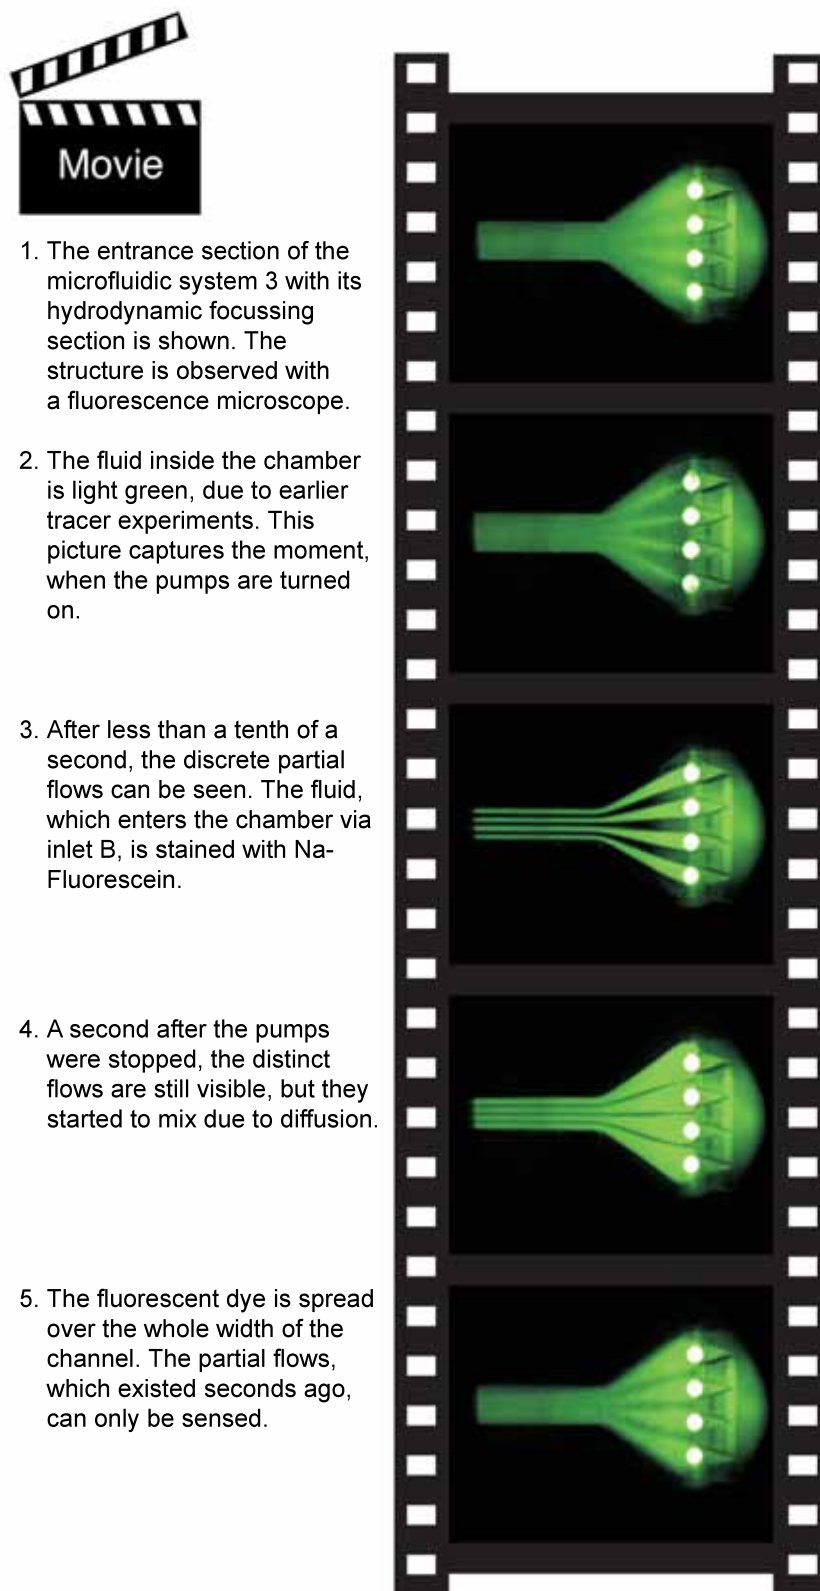 Movie
1. The entrance section of the
microfluidic system 3 with its
hydrodynamic focussing
section is shown. The
structure is observed with
a fluorescence microscope.
2. The fluid inside the chamber
is light green, due to earlier
tracer experiments. This
picture captures the moment,
when the pumps are turned
on.
3. After less than a tenth of a
second, the discrete partial
flows can be seen. The fluid,
which enters the chamber via
inlet B, is stained with Na-
Fluorescein.
4. A second after the pumps
were stopped, the distinct
flows are still visible, but they
started to mix due to diffusion.
5. The fluorescent dye is spread
over the whole width of the
channel. The partial flows,
which existed seconds ago,
can only be sensed.